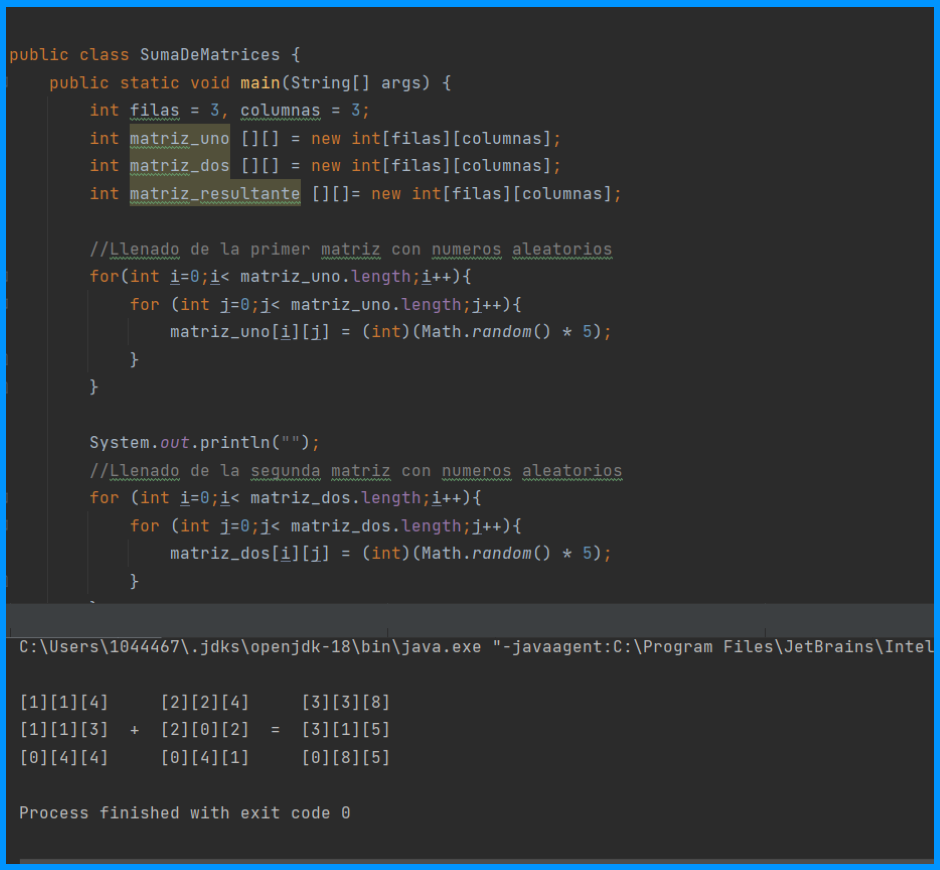 public class SumaDeMatrices {
    public static void main(String[] args) {
        int filas = 3, columnas = 3;
        int matriz_uno [][] = new int[filas][columnas];
        int matriz_dos [][] = new int[filas][columnas];
        int matriz_resultante [][]= new int[filas][columnas];

        //Llenado de la primer matriz con numeros aleatorios
        for(int i=0;i< matriz_uno.length;i++){
            for (int j=0;j< matriz_uno.length;j++){
                matriz_uno[i][j] = (int)(Math.random() * 5);
            }
        }

        System.out.println("");
        //Llenado de la segunda matriz con numeros aleatorios
        for (int i=0;i< matriz_dos.length;i++){
            for (int j=0;j< matriz_dos.length;j++){
                matriz_dos[i][j] = (int)(Math.random() * 5);
            }

C:\Users\1044467\.jdks\openjdk-18\bin\java.exe "-javaagent:C:\Program Files\JetBrains\Intel

[1][1][4]     [2][2][4]     [3][3][8]
[1][1][3]  +  [2][0][2]  =  [3][1][5]
[0][4][4]     [0][4][1]     [0][8][5]

Process finished with exit code 0